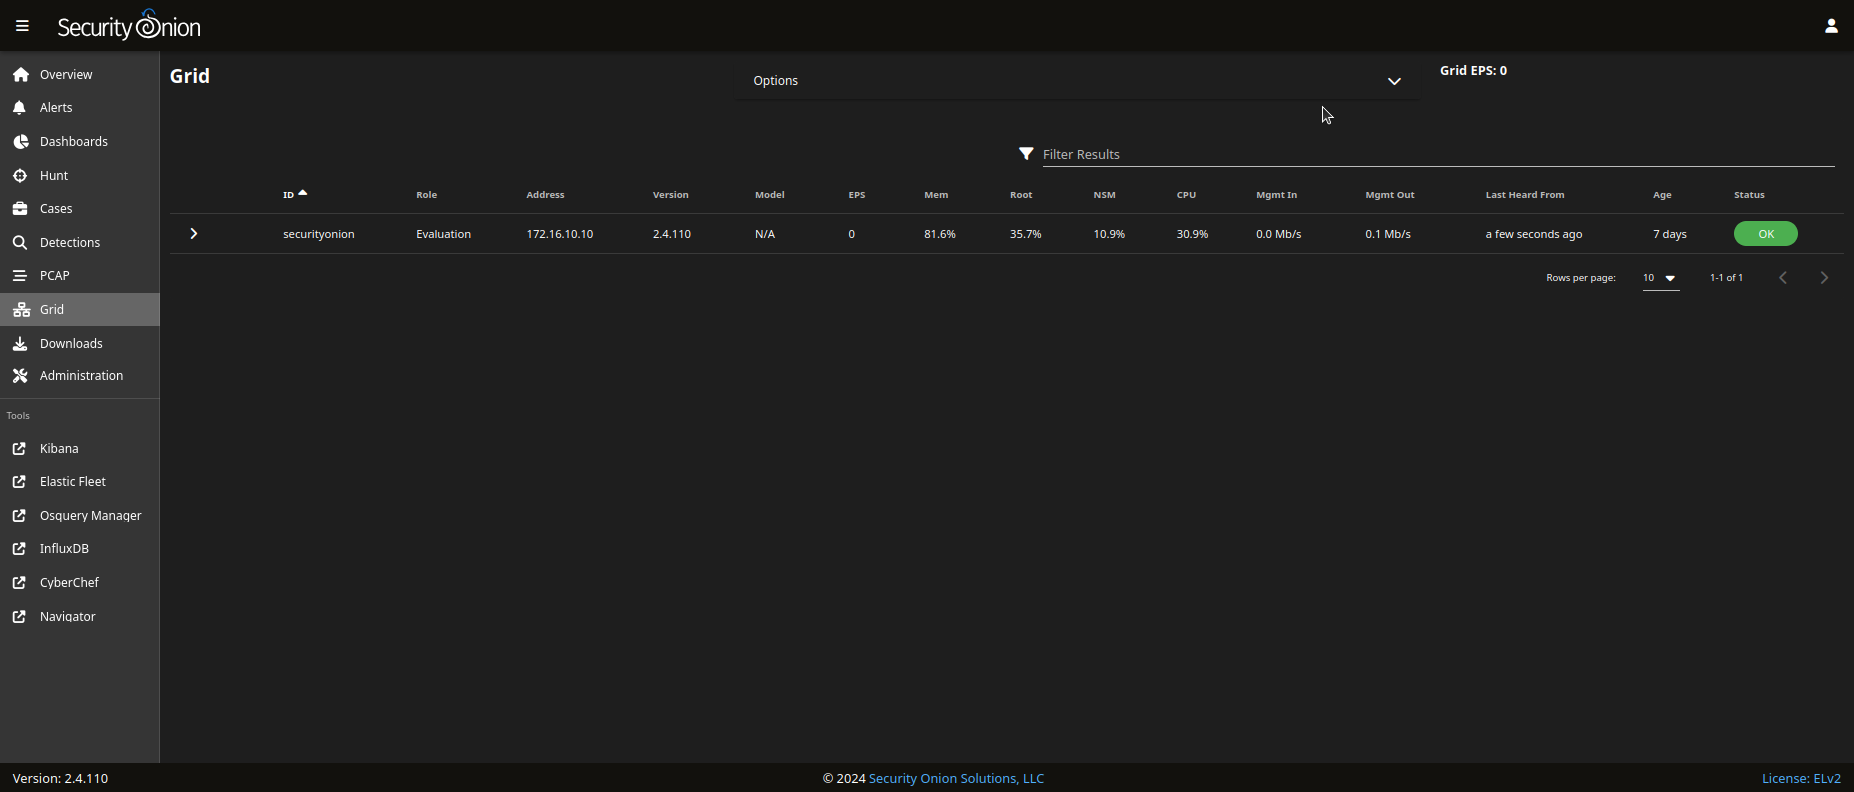 Security Onion
Overview
Alerts
Dashboards
Hunt
Cases
Detections
PCAP
Grid
Downloads
Administration
Tools
Kibana
Elastic Fleet
Osquery Manager
InfluxDB
CyberChef
Navigator
Grid
Options
Grid EPS: 0
Filter Results
ID Role Address Version Model EPS Mem Root NSM CPU Mgmt In Mgmt Out Last Heard From Age Status
securityonion Evaluation 172.16.10.10 2.4.110 N/A 0 81.6% 35.7% 10.9% 30.9% 0.0 Mb/s 0.1 Mb/s a few seconds ago 7 days OK
Rows per page: 10 1-1 of 1
Version: 2.4.110 © 2024 Security Onion Solutions, LLC License: ELv2